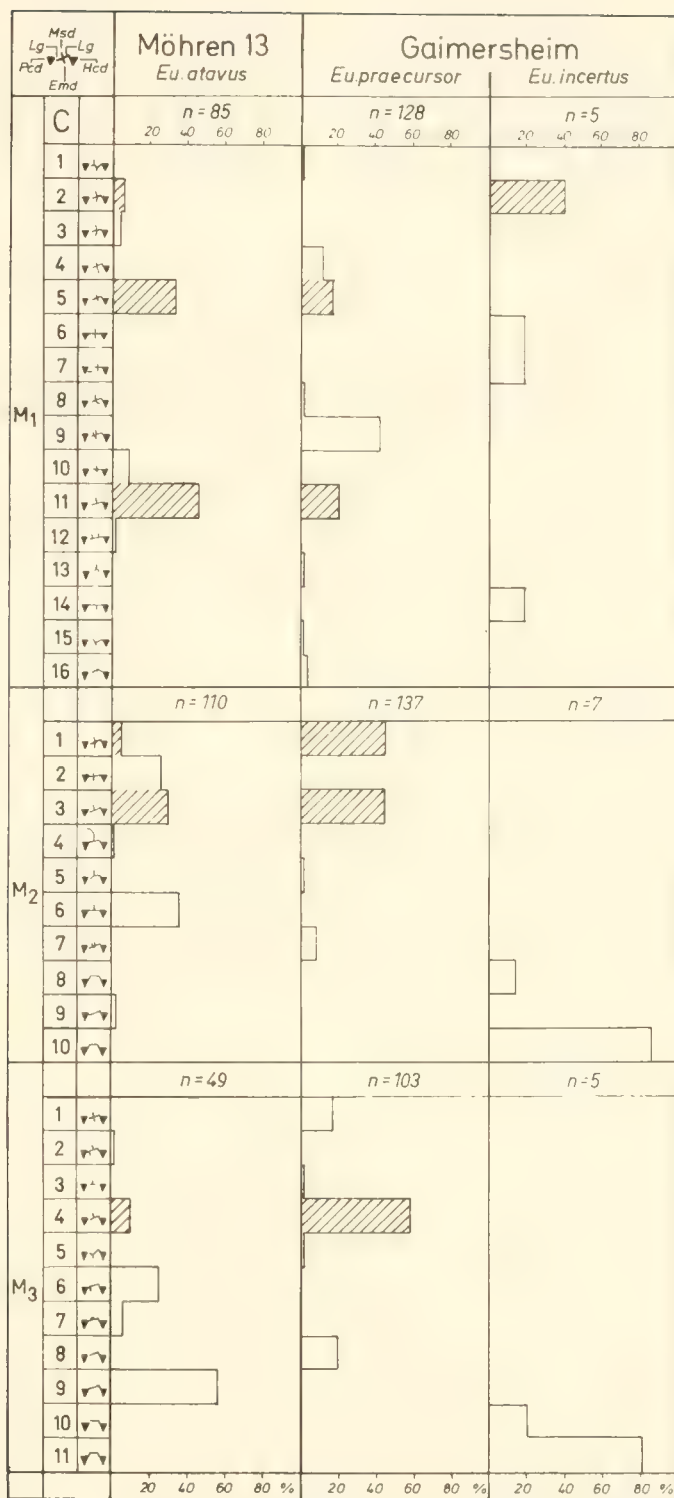 Msd
Lg Lg
Pcd Hcd
Emd
Möhren 13
Eu. atavus
Gaimersheim
Eu. praecursor Eu. incertus
C n = 85 n = 128 n = 5
20 40 60 80 20 40 60 80 20 40 60 80
M1
1
2
3
4
5
6
7
8
9
10
11
12
13
14
15
16
n = 110 n = 137 n = 7
M2
1
2
3
4
5
6
7
8
9
10
n = 49 n = 103 n = 5
M3
1
2
3
4
5
6
7
8
9
10
11
20 40 60 80 % 20 40 60 80 % 20 40 60 80 %